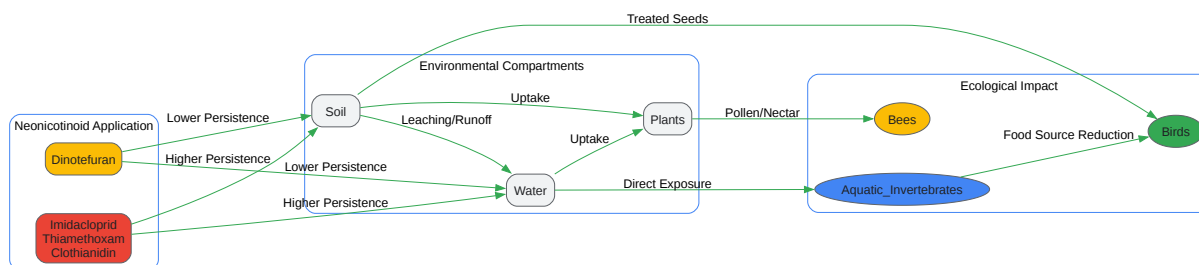 Treated Seeds
Environmental Compartments
Ecological Impact
Neonicotinoid Application
Lower Persistence
Soil
Uptake
Plants
Pollen/Nectar
Bees
Leaching/Runoff
Food Source Reduction
Birds
Dinotefuran
Higher Persistence
Lower Persistence
Uptake
Water
Direct Exposure
Aquatic_Invertebrates
Higher Persistence
Imidacloprid
Thiamethoxam
Clothianidin